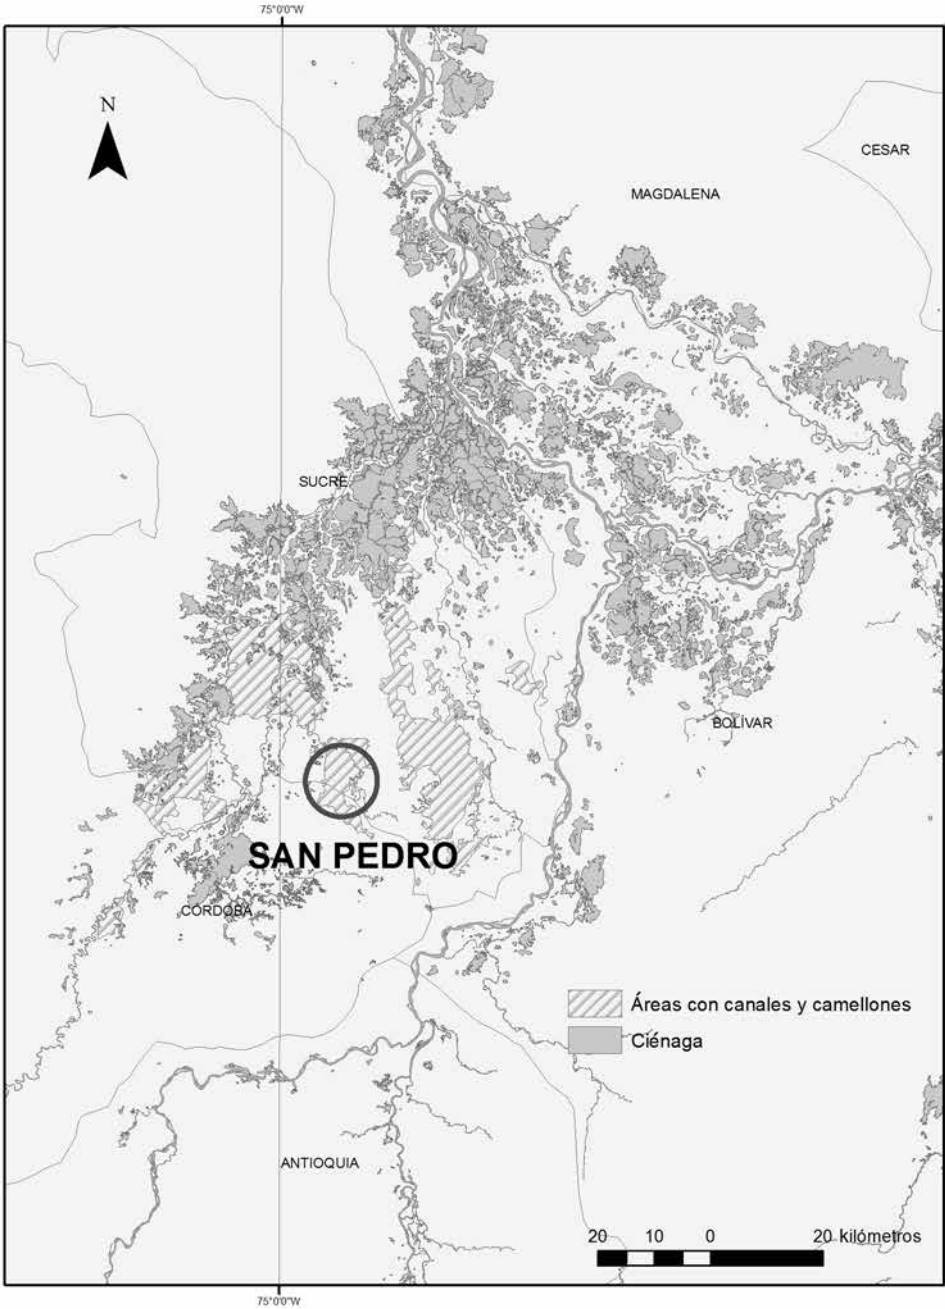 75°0'0"W
N
CESAR
MAGDALENA
SUCRE
BOLÍVAR
SAN PEDRO
CÓRDOBA
Áreas con canales y camellones
Ciénaga
ANTIOQUIA
20 10 0 20 kilómetros
75°0'0"W